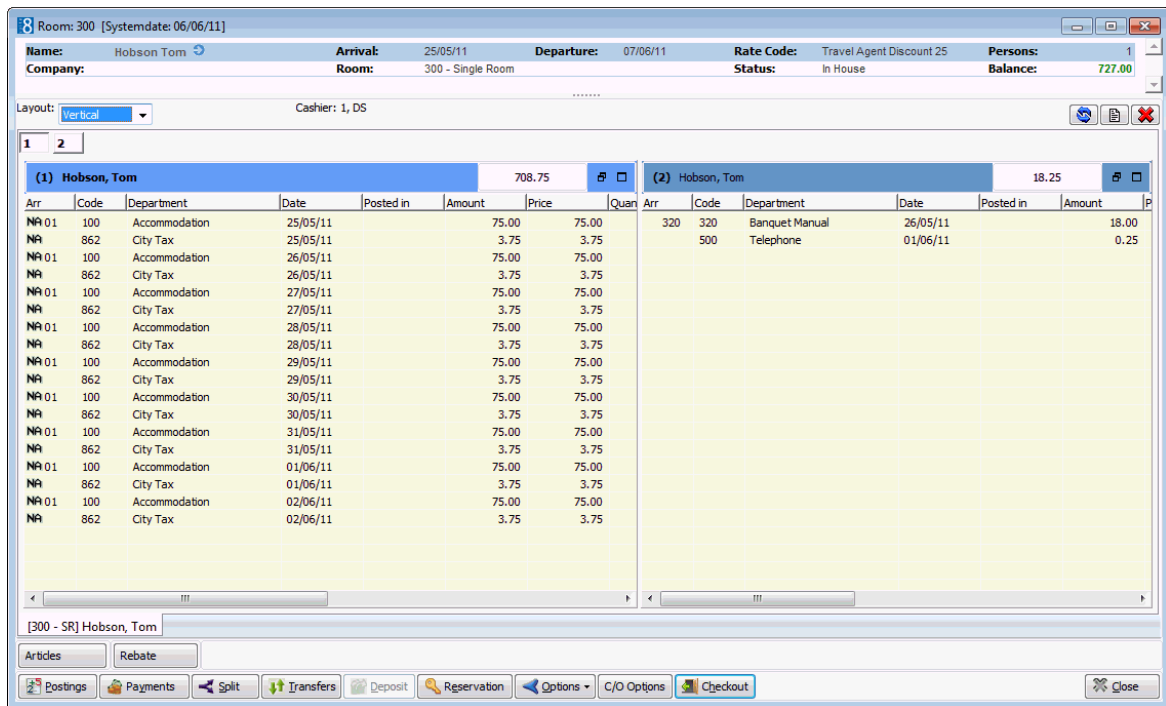 Room: 300 [Systemdate: 06/06/11]
Name: Hobson Tom Arrival: 25/05/11 Departure: 07/06/11 Rate Code: Travel Agent Discount 25 Persons: 1
Company: Room: 300 - Single Room Status: In House Balance: 727.00
Layout: Vertical Cashier: 1, DS
1 2
(1) Hobson, Tom 708.75
Arr Code Department Date Posted in Amount Price Quan
NA 01 100 Accommodation 25/05/11 75.00 75.00
NA 862 City Tax 25/05/11 3.75 3.75
NA 01 100 Accommodation 26/05/11 75.00 75.00
NA 862 City Tax 26/05/11 3.75 3.75
NA 01 100 Accommodation 27/05/11 75.00 75.00
NA 862 City Tax 27/05/11 3.75 3.75
NA 01 100 Accommodation 28/05/11 75.00 75.00
NA 862 City Tax 28/05/11 3.75 3.75
NA 01 100 Accommodation 29/05/11 75.00 75.00
NA 862 City Tax 29/05/11 3.75 3.75
NA 01 100 Accommodation 30/05/11 75.00 75.00
NA 862 City Tax 30/05/11 3.75 3.75
NA 01 100 Accommodation 31/05/11 75.00 75.00
NA 862 City Tax 31/05/11 3.75 3.75
NA 01 100 Accommodation 01/06/11 75.00 75.00
NA 862 City Tax 01/06/11 3.75 3.75
NA 01 100 Accommodation 02/06/11 75.00 75.00
NA 862 City Tax 02/06/11 3.75 3.75
(2) Hobson, Tom 18.25
Arr Code Department Date Posted in Amount P
320 320 Banquet Manual 26/05/11 18.00
500 Telephone 01/06/11 0.25
[300 - SR] Hobson, Tom
Articles Rebate
Postings Payments Split Transfers Deposit Reservation Options C/O Options Checkout Close